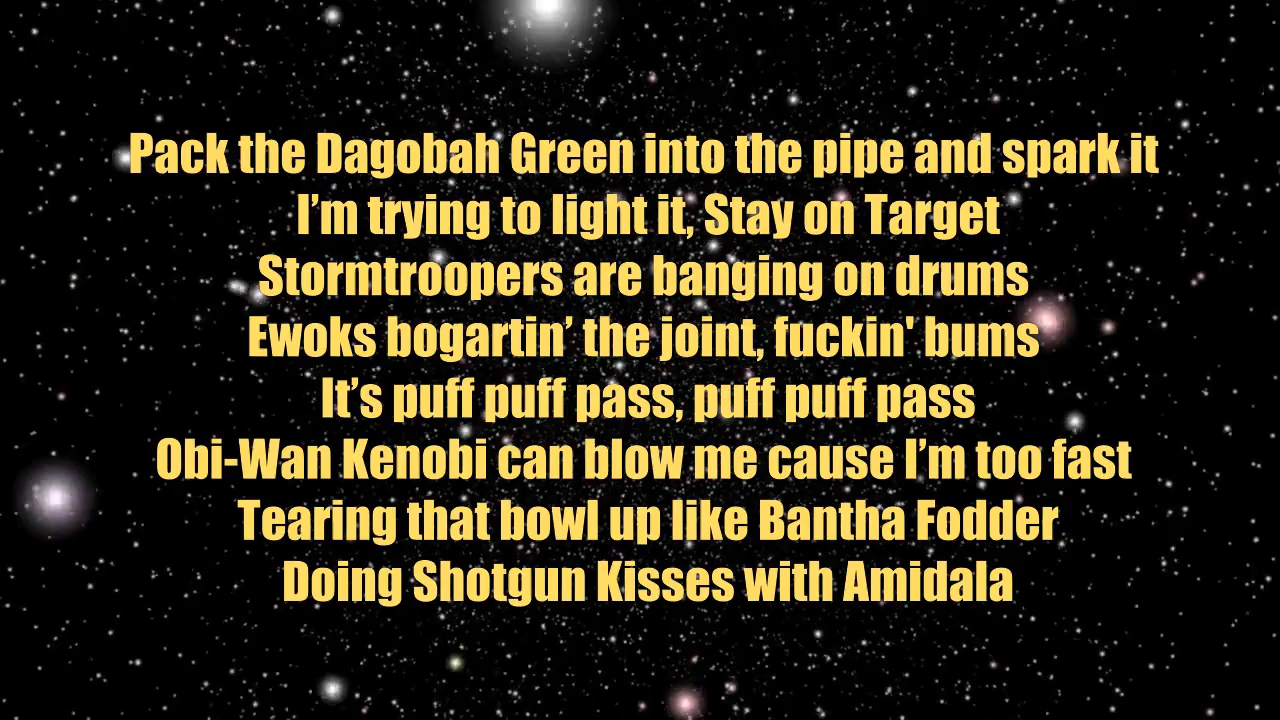 Pack the Dagobah Green into the pipe and spark it
I’m trying to light it, Stay on Target
Stormtroopers are banging on drums
Ewoks bogartin’ the joint, fuckin' bums
It’s puff puff pass, puff puff pass
Obi-Wan Kenobi can blow me cause I’m too fast
Tearing that bowl up like Bantha Fodder
Doing Shotgun Kisses with Amidala